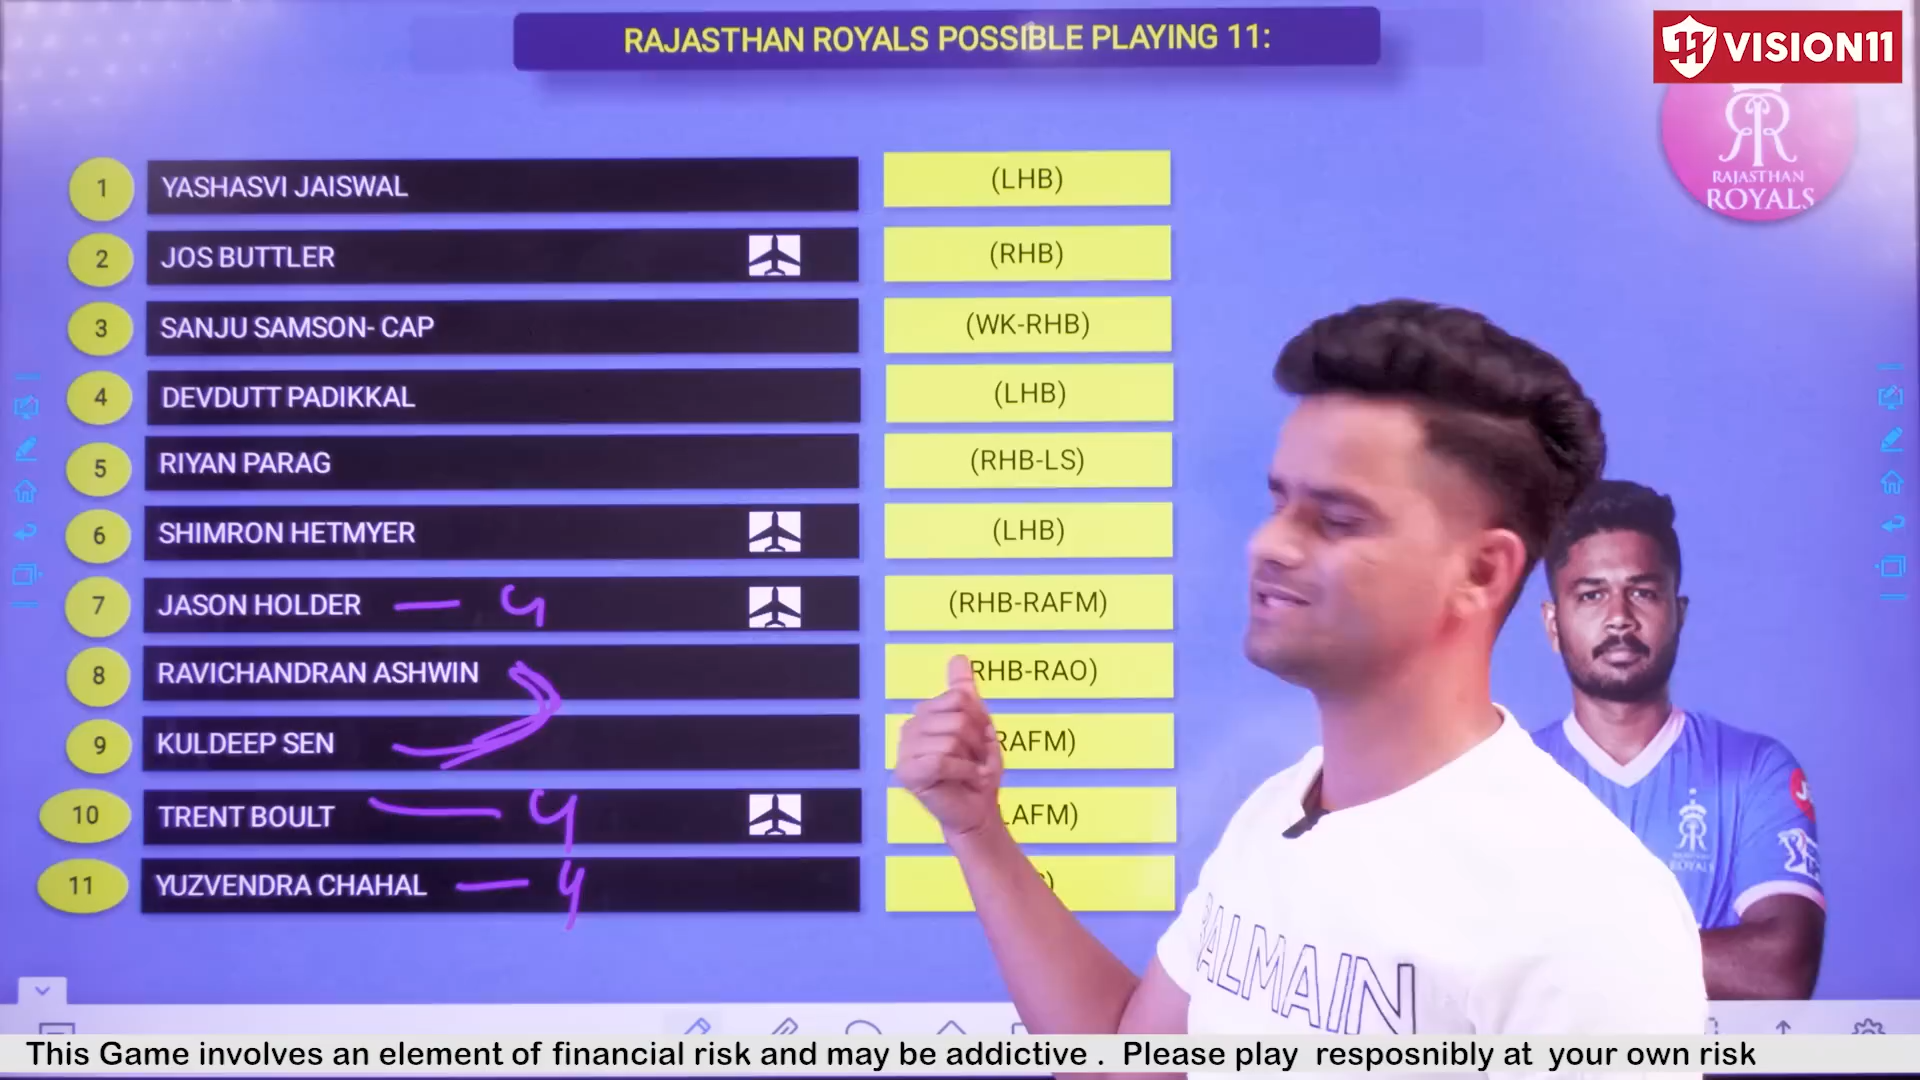 RAJASTHAN ROYALS POSSIBLE PLAYING 11:
VISION11
RAJASTHAN
ROYALS
1 YASHASVI JAISWAL (LHB)
2 JOS BUTTLER (RHB)
3 SANJU SAMSON- CAP (WK-RHB)
4 DEVDUTT PADIKKAL (LHB)
5 RIYAN PARAG (RHB-LS)
6 SHIMRON HETMYER (LHB)
7 JASON HOLDER — 4 (RHB-RAFM)
8 RAVICHANDRAN ASHWIN RHB-RAO)
9 KULDEEP SEN RAFM)
10 TRENT BOULT — 4 LAFM)
11 YUZVENDRA CHAHAL — 4
BALMAIN
This Game involves an element of financial risk and may be addictive . Please play resposnibly at your own risk